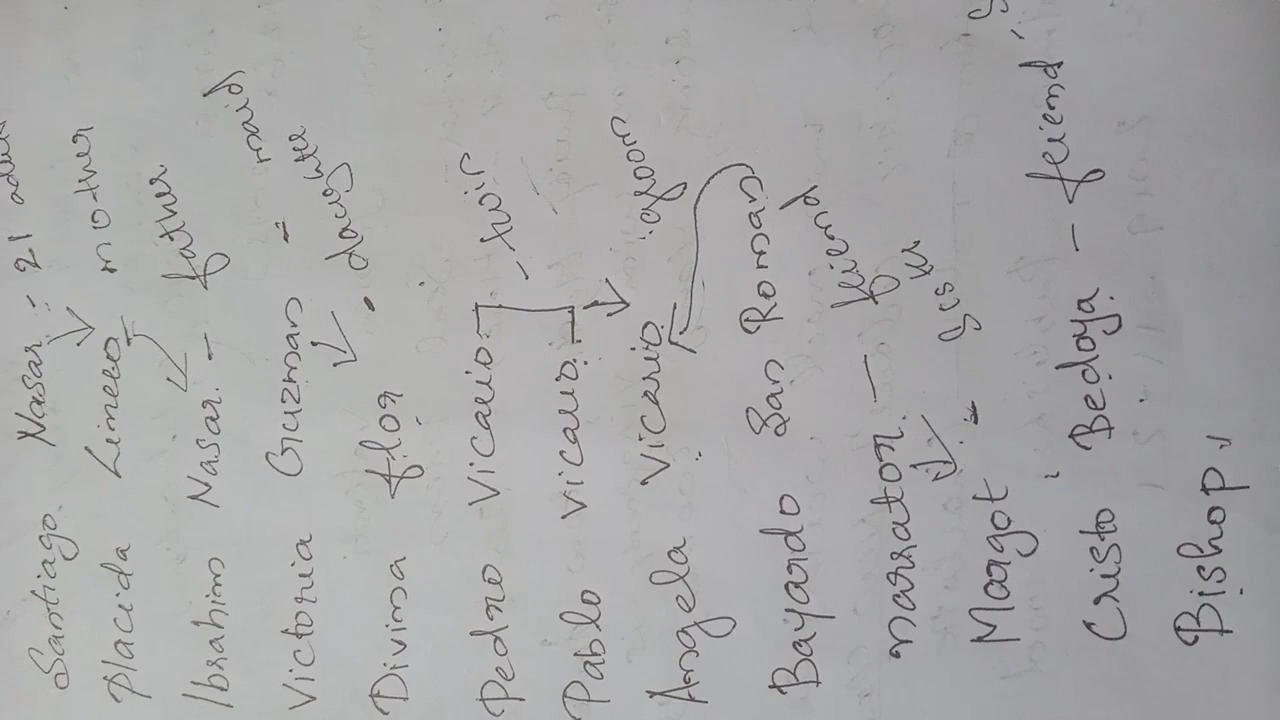 Santiago Nasar :- 21
Placida Linero mother
Ibrahim Nasar - father
Victoria Guzman - maid
Divina flor . daughter
Pedro Vicario - twin
Pablo Vicario
Angela Vicario groom
Bayardo San Roman
narrator - friend
Margot - sister
Cristo Bedoya - friend
Bishop